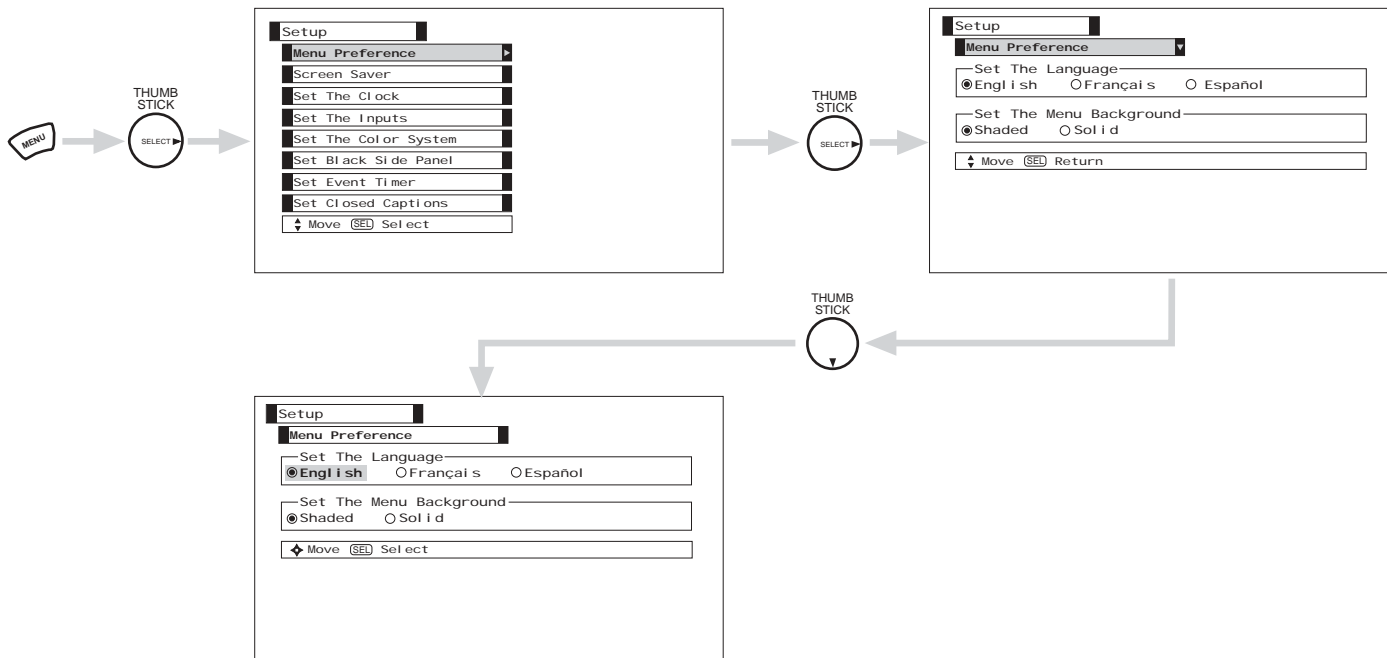 MENU
THUMB
STICK
SELECT
Setup
Menu Preference
Screen Saver
Set The Clock
Set The Inputs
Set The Color System
Set Black Side Panel
Set Event Timer
Set Closed Captions
Move SEL Select
THUMB
STICK
SELECT
Setup
Menu Preference
Set The Language
English Français Español
Set The Menu Background
Shaded Solid
Move SEL Return
THUMB
STICK
Setup
Menu Preference
Set The Language
English Français Español
Set The Menu Background
Shaded Solid
Move SEL Select